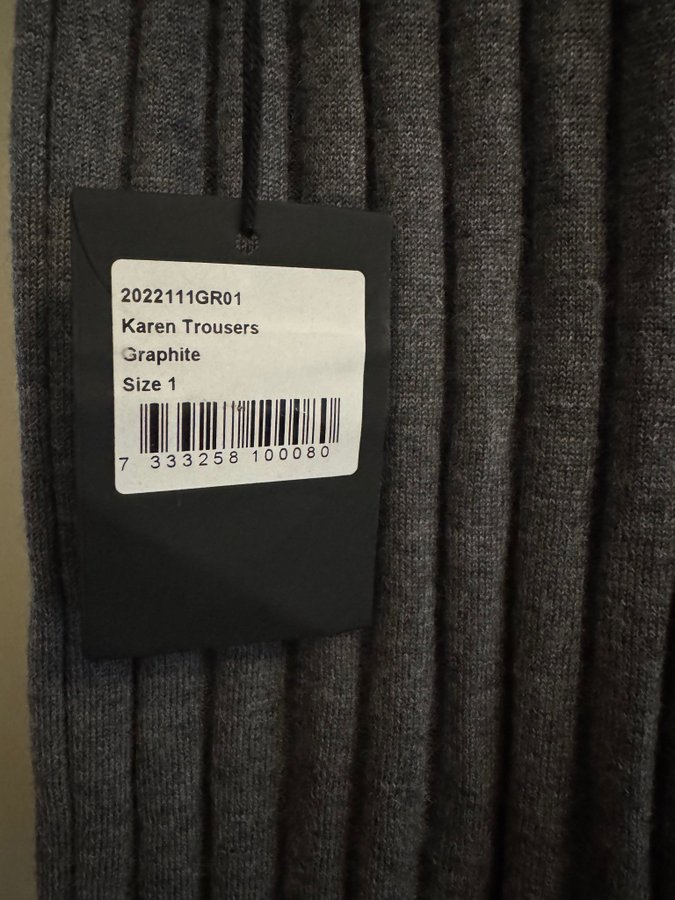 2022111GR01
Karen Trousers
Graphite
Size 1
7 333258 100080